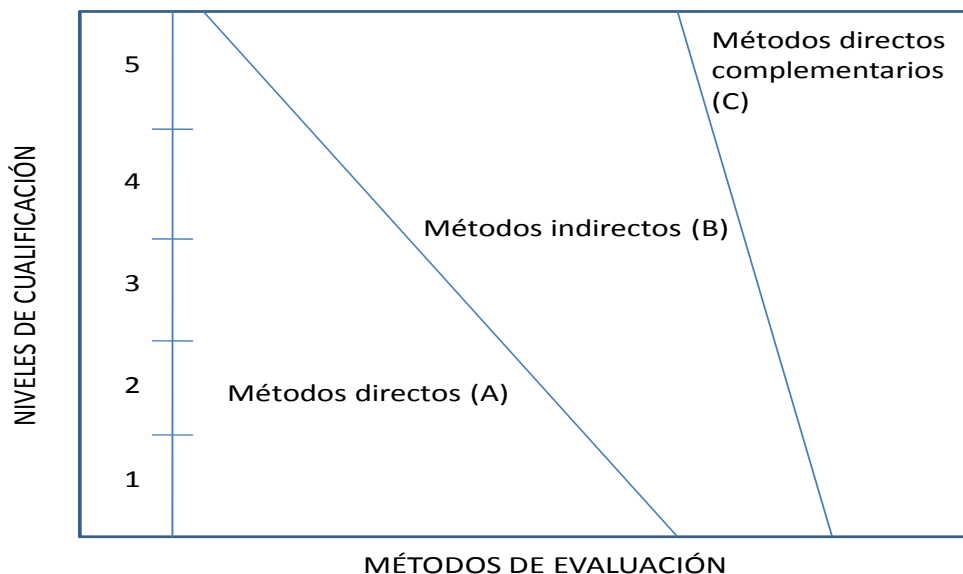 NIVELES DE CUALIFICACIÓN
5
4
3
2
1
Métodos directos
complementarios
(C)
Métodos indirectos (B)
Métodos directos (A)
MÉTODOS DE EVALUACIÓN